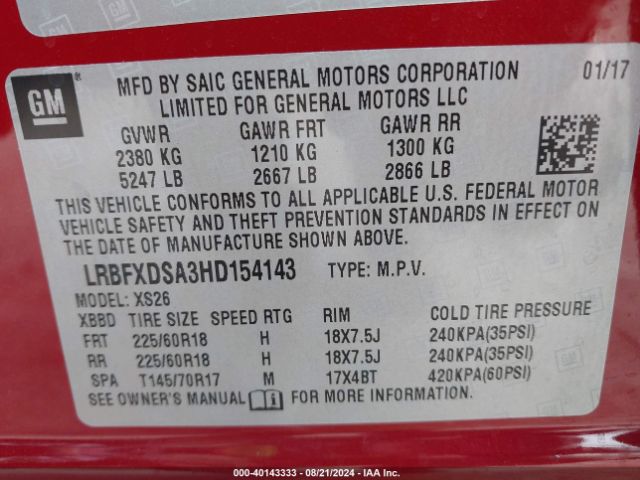 GM
GM
MFD BY SAIC GENERAL MOTORS CORPORATION 01/17
LIMITED FOR GENERAL MOTORS LLC
GVWR GAWR FRT GAWR RR
2380 KG 1210 KG 1300 KG
5247 LB 2667 LB 2866 LB
THIS VEHICLE CONFORMS TO ALL APPLICABLE U.S. FEDERAL MOTOR
VEHICLE SAFETY AND THEFT PREVENTION STANDARDS IN EFFECT ON
THE DATE OF MANUFACTURE SHOWN ABOVE.
LRBFXDSA3HD154143 TYPE: M.P.V.
MODEL: XS26
XBBD TIRE SIZE SPEED RTG RIM COLD TIRE PRESSURE
FRT 225/60R18 H 18X7.5J 240KPA(35PSI)
RR 225/60R18 H 18X7.5J 240KPA(35PSI)
SPA T145/70R17 M 17X4BT 420KPA(60PSI)
SEE OWNER'S MANUAL FOR MORE INFORMATION.
000-40143333 - 08/21/2024 - IAA Inc.